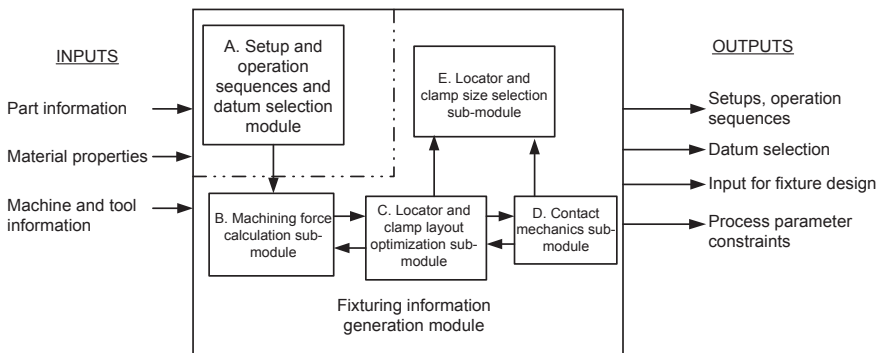 INPUTS
Part information
Material properties
Machine and tool
information
A. Setup and
operation
sequences and
datum selection
module
E. Locator and
clamp size selection
sub-module
B. Machining force
calculation sub-
module
C. Locator and
clamp layout
optimization sub-
module
D. Contact
mechanics sub-
module
Fixturing information
generation module
OUTPUTS
Setups, operation
sequences
Datum selection
Input for fixture design
Process parameter
constraints